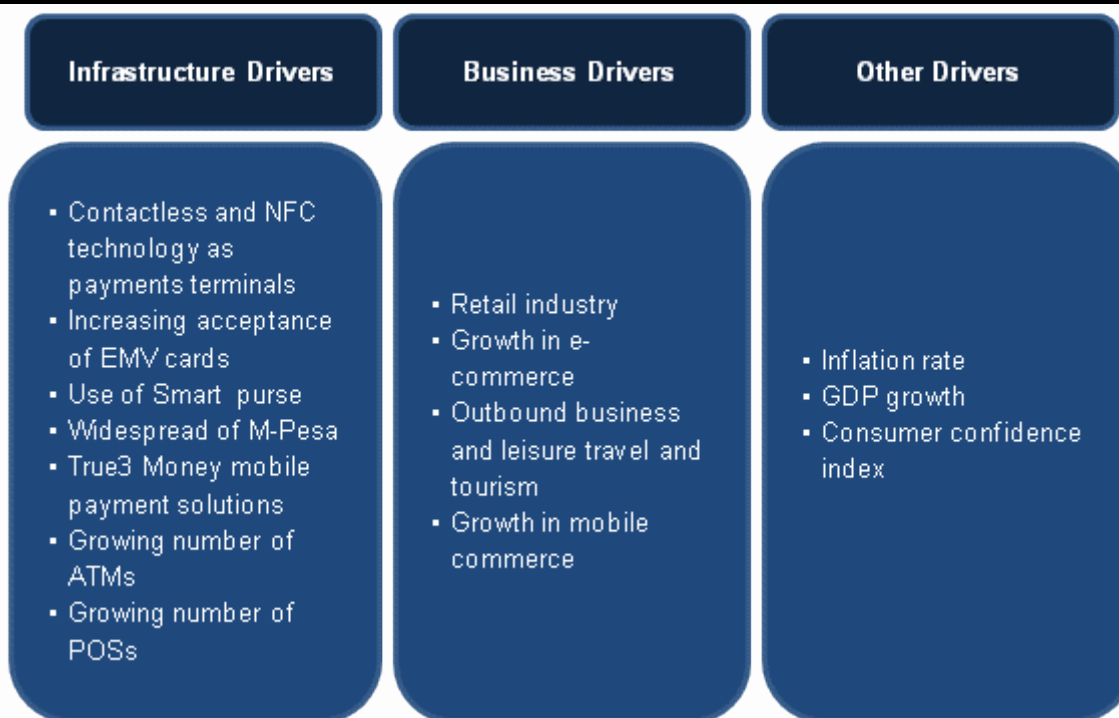 Infrastructure Drivers
▪ Contactless and NFC
technology as
payments terminals
▪ Increasing acceptance
of EMV cards
▪ Use of Smart purse
▪ Widespread of M-Pesa
▪ True3 Money mobile
payment solutions
▪ Growing number of
ATMs
▪ Growing number of
POSs
Business Drivers
▪ Retail industry
▪ Growth in e-
commerce
▪ Outbound business
and leisure travel and
tourism
▪ Growth in mobile
commerce
Other Drivers
▪ Inflation rate
▪ GDP growth
▪ Consumer confidence
index